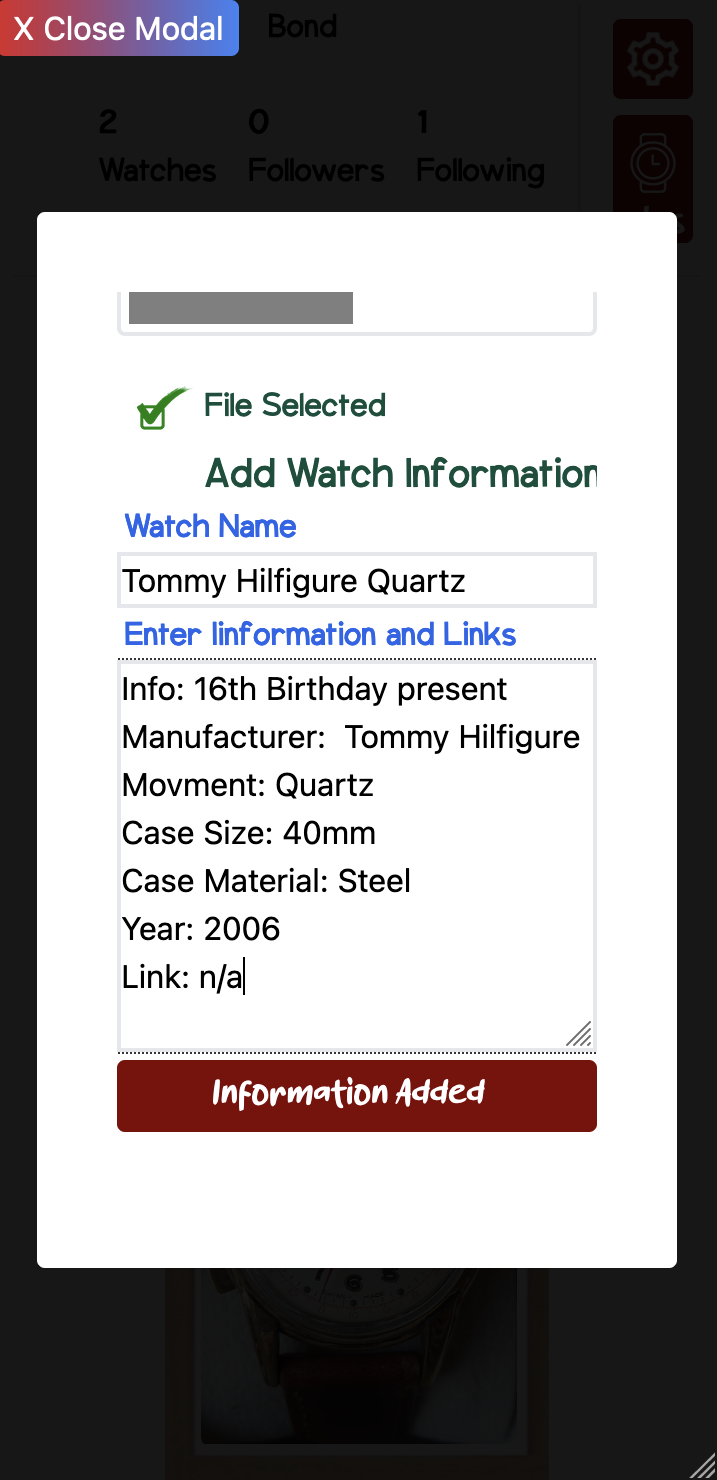 X Close Modal
Bond
2 0 1
Watches Followers Following
File Selected
Add Watch Information
Watch Name
Tommy Hilfigure Quartz
Enter linformation and Links
Info: 16th Birthday present
Manufacturer:  Tommy Hilfigure
Movment: Quartz
Case Size: 40mm
Case Material: Steel
Year: 2006
Link: n/a
Information Added